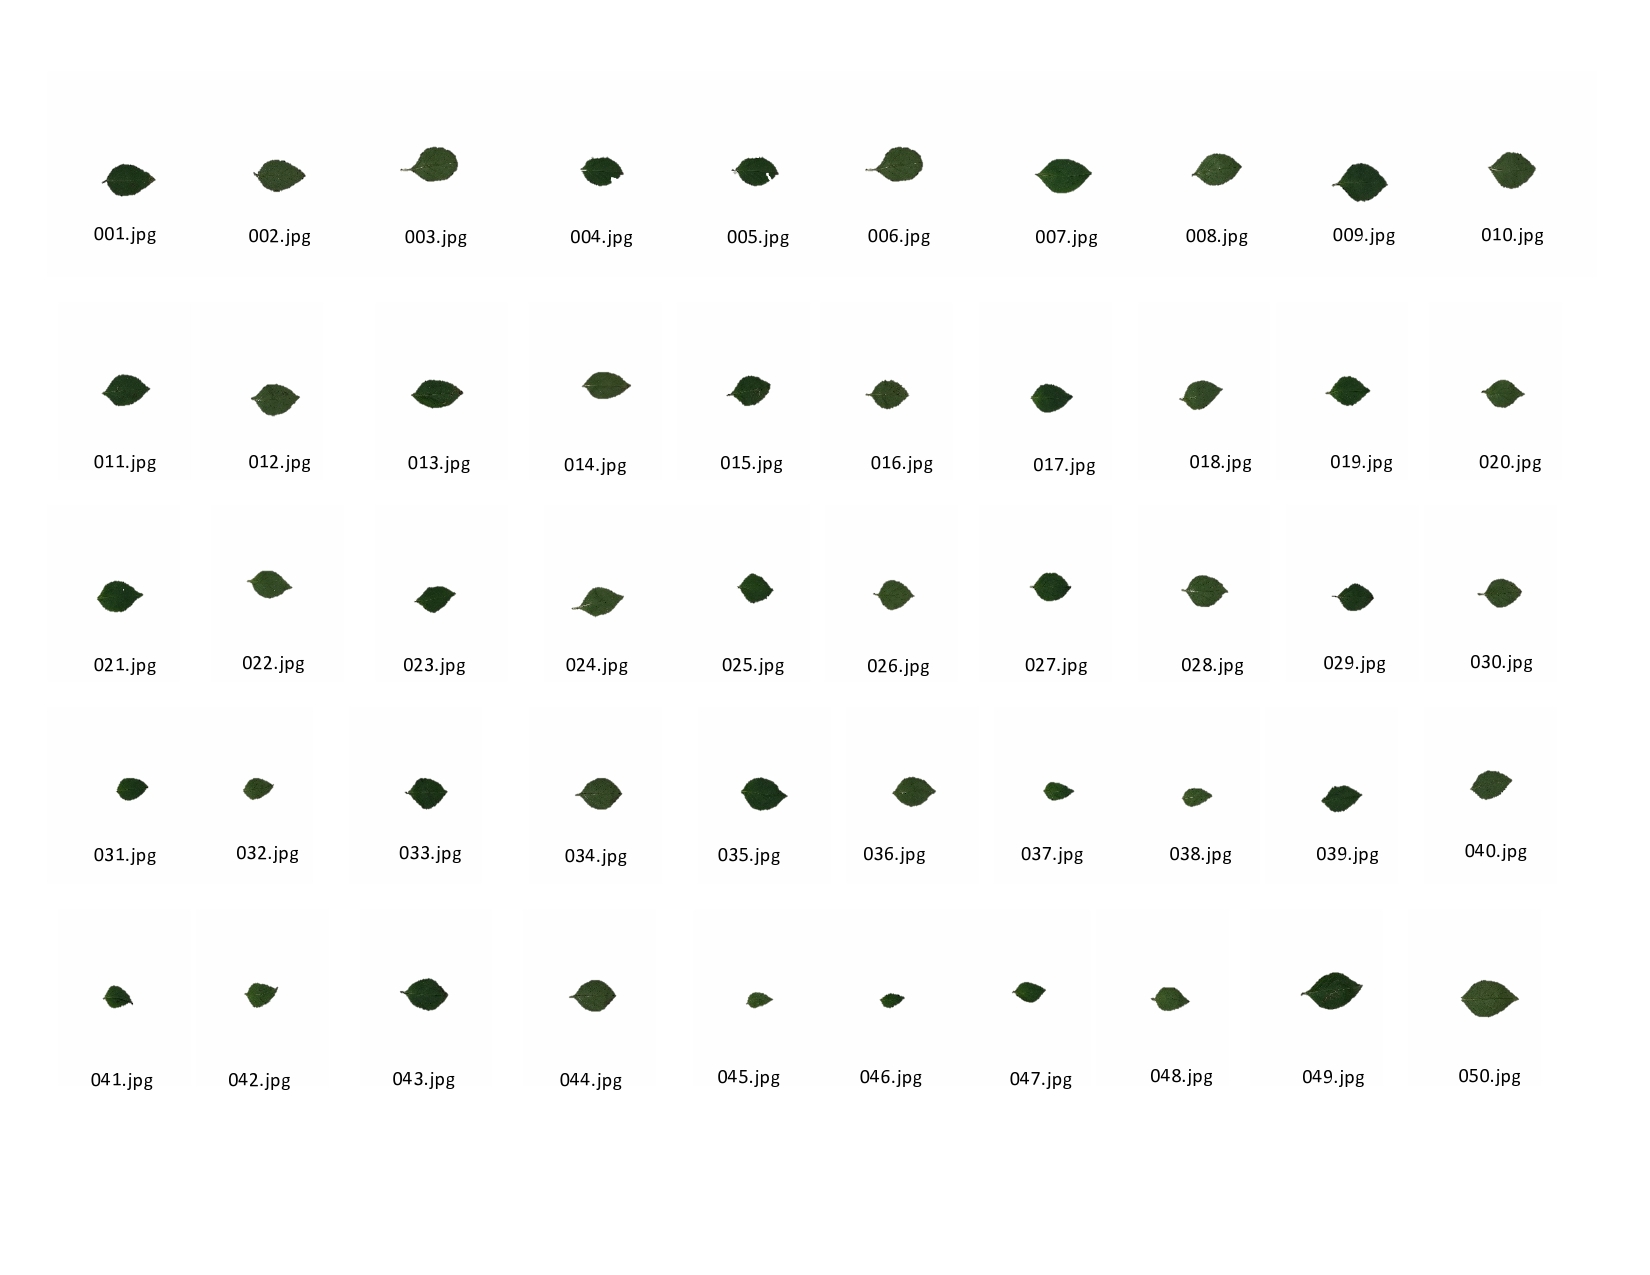 001.jpg 002.jpg 003.jpg 004.jpg 005.jpg 006.jpg 007.jpg 008.jpg 009.jpg 010.jpg
011.jpg 012.jpg 013.jpg 014.jpg 015.jpg 016.jpg 017.jpg 018.jpg 019.jpg 020.jpg
021.jpg 022.jpg 023.jpg 024.jpg 025.jpg 026.jpg 027.jpg 028.jpg 029.jpg 030.jpg
031.jpg 032.jpg 033.jpg 034.jpg 035.jpg 036.jpg 037.jpg 038.jpg 039.jpg 040.jpg
041.jpg 042.jpg 043.jpg 044.jpg 045.jpg 046.jpg 047.jpg 048.jpg 049.jpg 050.jpg